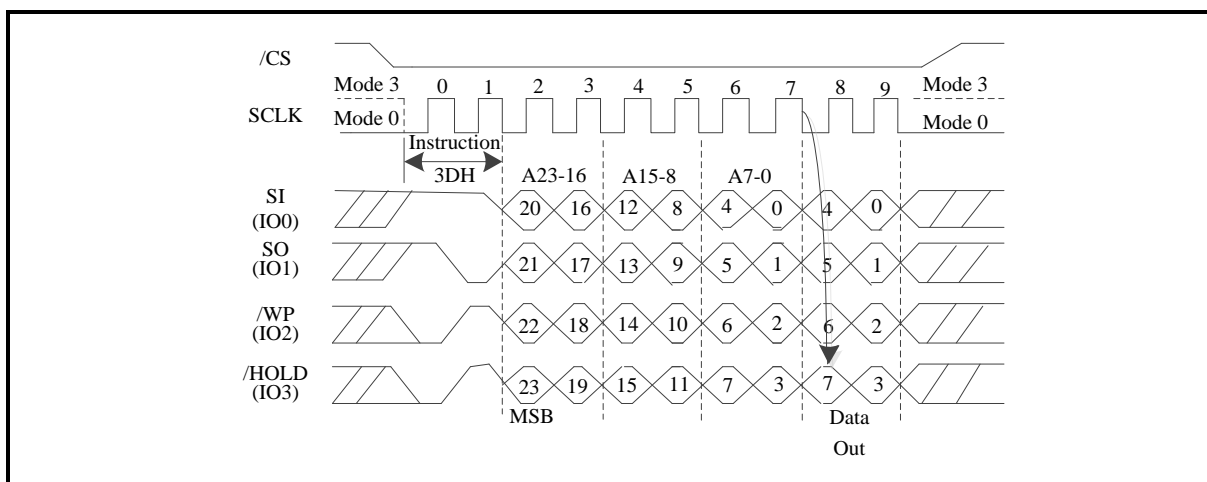 /CS
Mode 3 0 1 2 3 4 5 6 7 8 9 Mode 3
SCLK
Mode 0 Mode 0
Instruction
3DH A23-16 A15-8 A7-0
SI
(IO0)
20 16 12 8 4 0 4 0
SO
(IO1)
21 17 13 9 5 1 5 1
/WP
(IO2)
22 18 14 10 6 2 6 2
/HOLD
(IO3)
23 19 15 11 7 3 7 3
MSB Data
Out